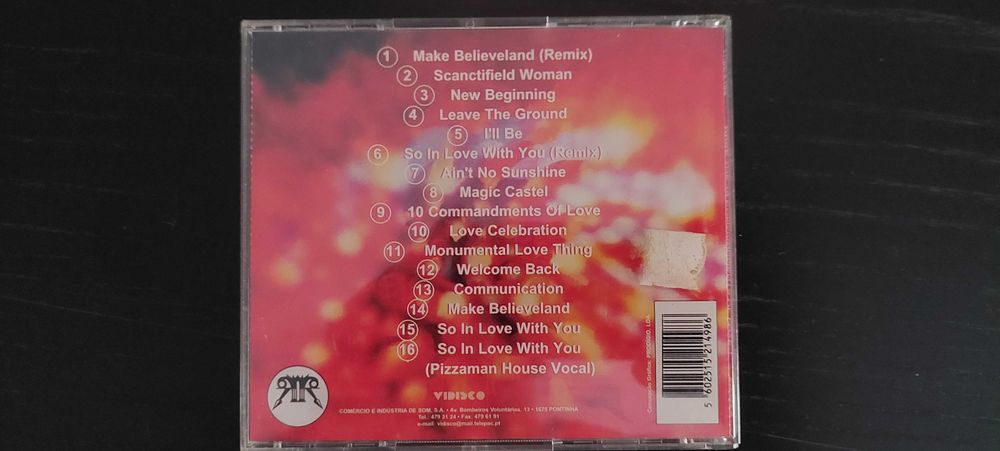 1 Make Believeland (Remix)
2 Scanctifield Woman
3 New Beginning
4 Leave The Ground
5 I'll Be
6 So In Love With You (Remix)
7 Ain't No Sunshine
8 Magic Castel
9 10 Commandments Of Love
10 Love Celebration
11 Monumental Love Thing
12 Welcome Back
13 Communication
14 Make Believeland
15 So In Love With You
16 So In Love With You
(Pizzaman House Vocal)
VIDISCO
COMÉRCIO E INDÚSTRIA DE SOM, S.A. • Av. Bombeiros Voluntários, 13 • 1675 PONTINHA
Tel.: 479 31 24 • Fax: 479 61 91
e-mail: vidisco@mail.telepac.pt
5 602515 214986